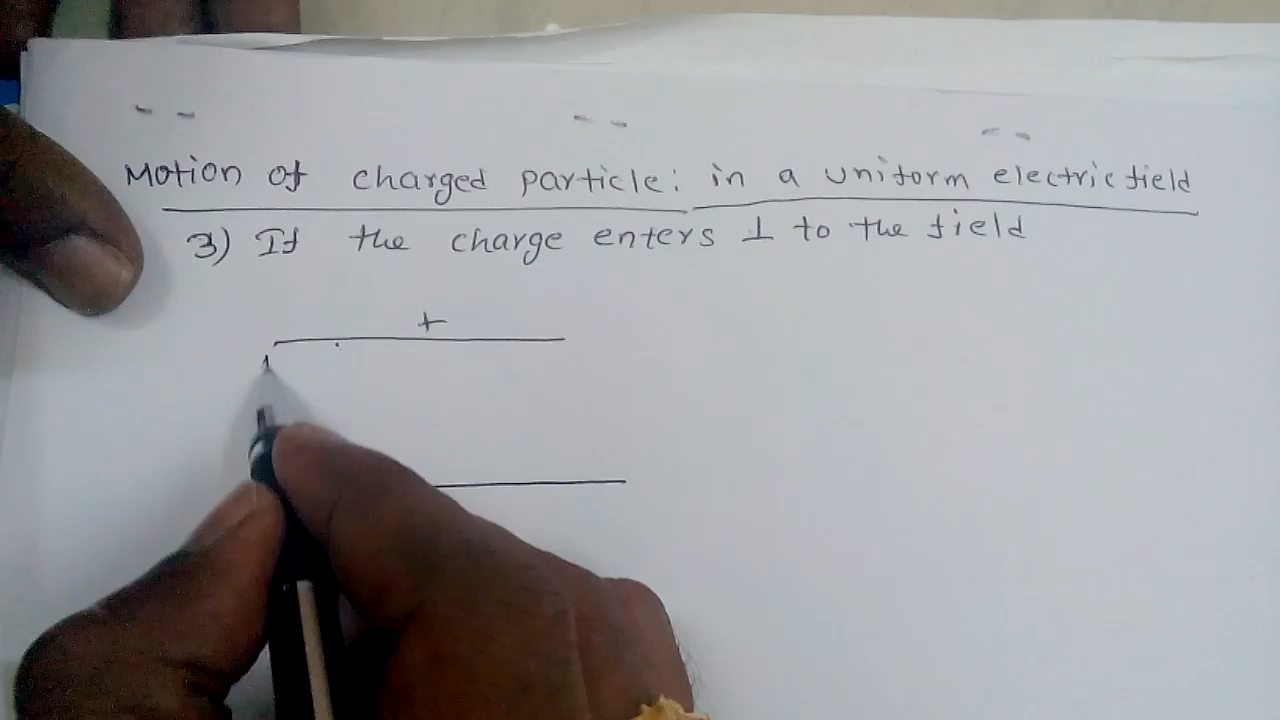 Motion of charged particle: in a uniform electric field
3) If the charge enters ⊥ to the field
+